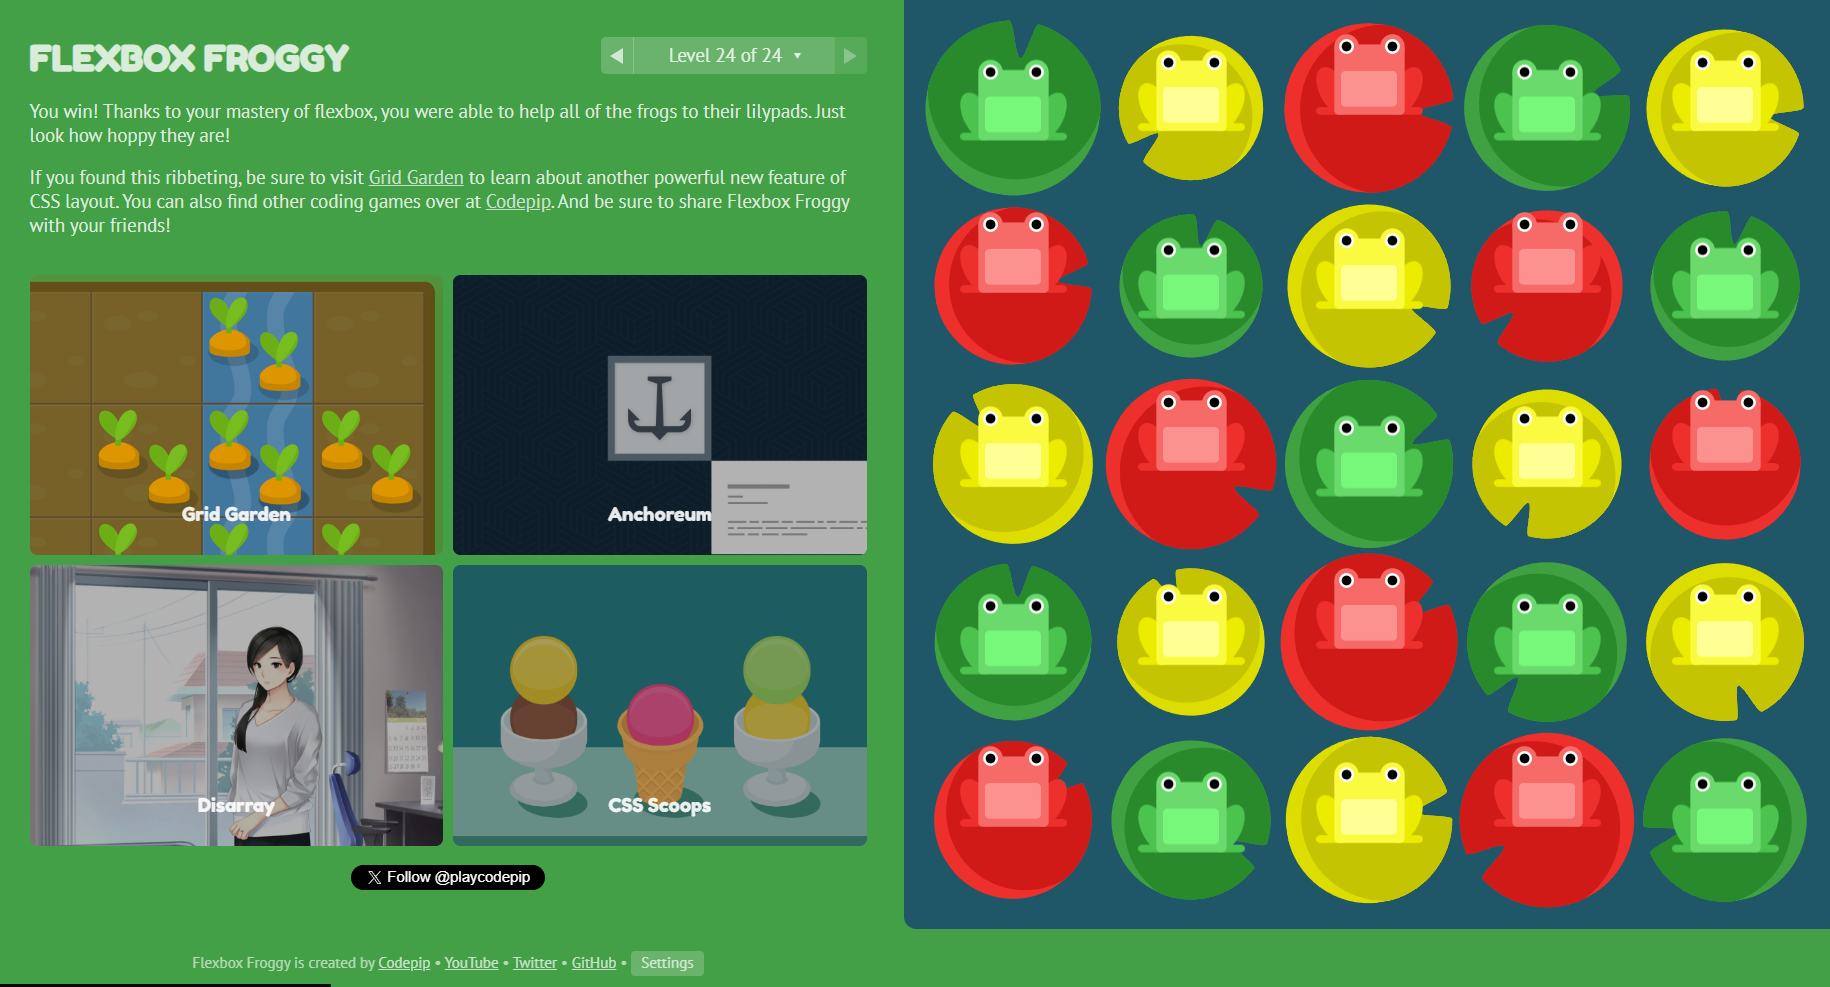 FLEXBOX FROGGY
Level 24 of 24
You win! Thanks to your mastery of flexbox, you were able to help all of the frogs to their lilypads. Just
look how hoppy they are!
If you found this ribbeting, be sure to visit Grid Garden to learn about another powerful new feature of
CSS layout. You can also find other coding games over at Codepip. And be sure to share Flexbox Froggy
with your friends!
Grid Garden
Anchoreum
Disarray
CSS Scoops
Follow @playcodepip
Flexbox Froggy is created by Codepip • YouTube • Twitter • GitHub • Settings